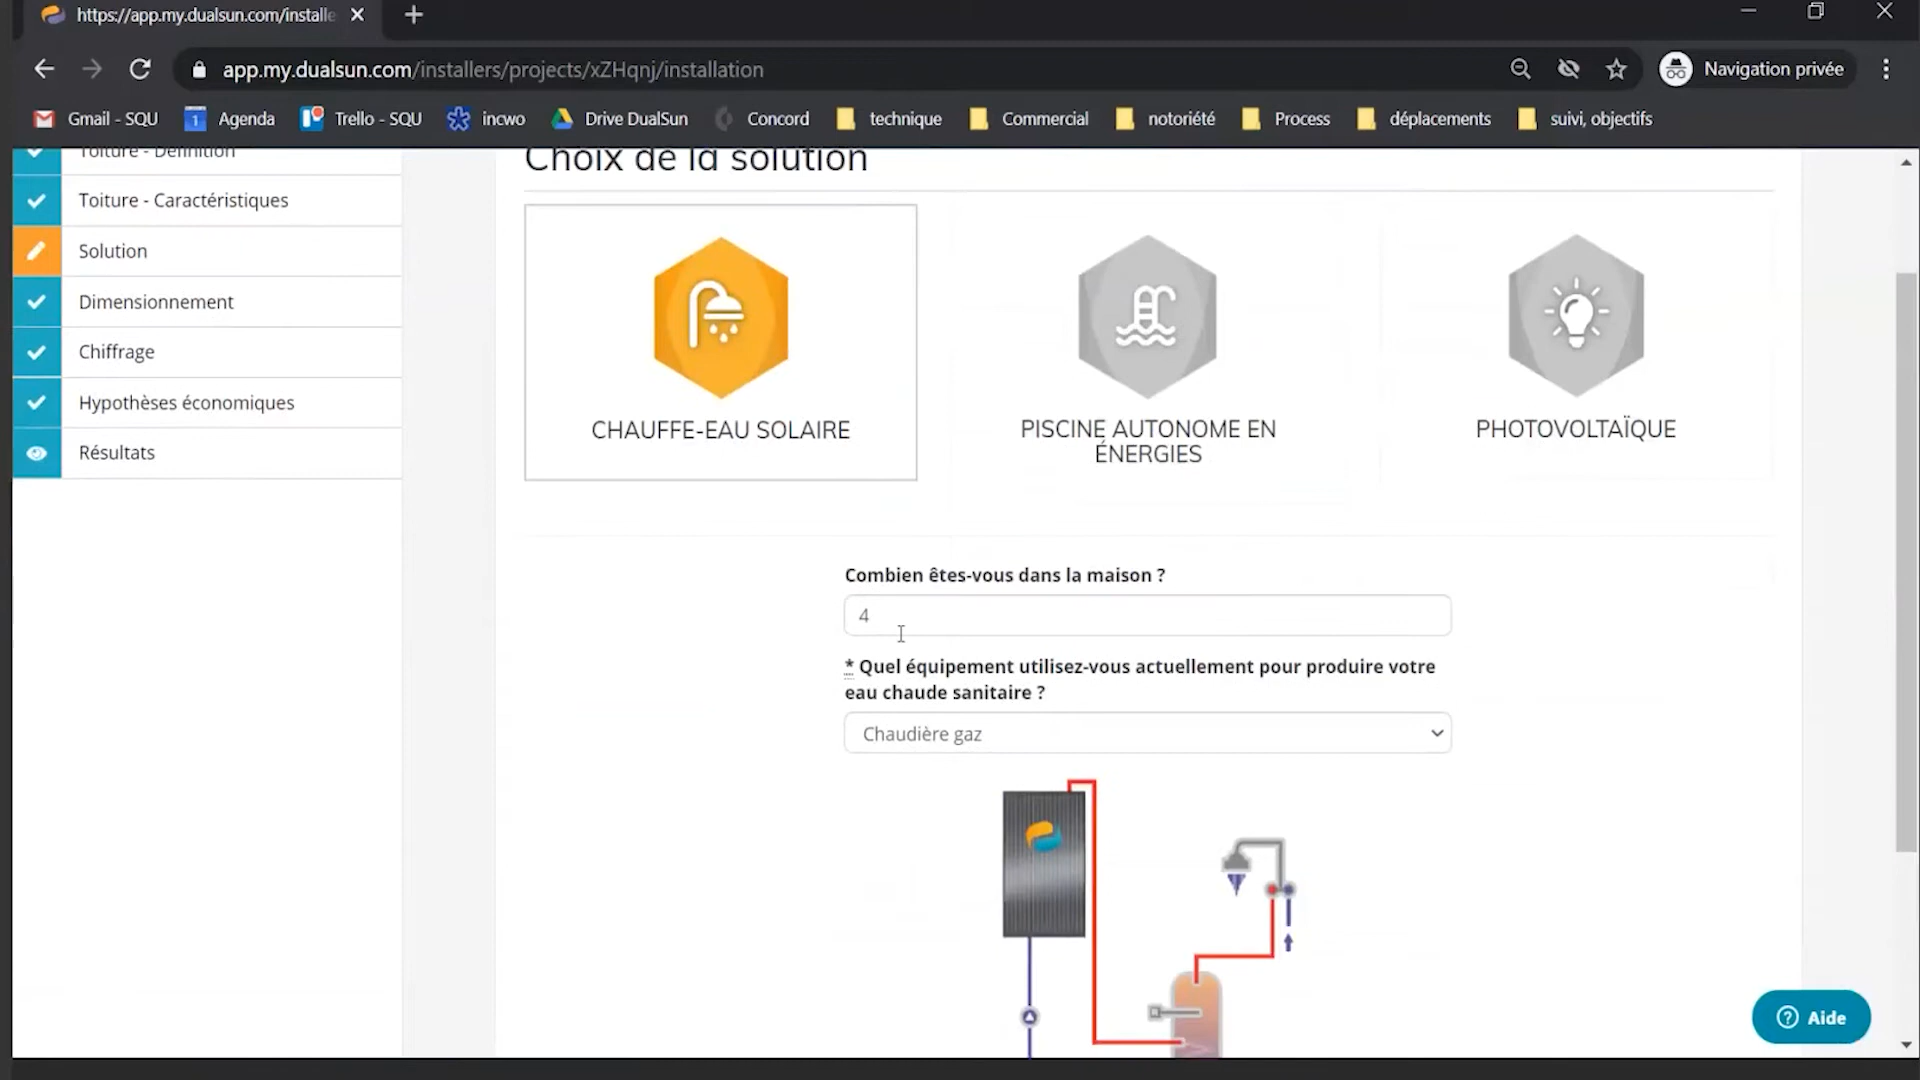 https://app.my.dualsun.com/installe
app.my.dualsun.com/installers/projects/xZHqnj/installation
Navigation privée
Gmail - SQU
1
Agenda
Trello - SQU
incwo
Drive DualSun
Concord
technique
Commercial
notoriété
Process
déplacements
suivi, objectifs
Toiture - Définition
Toiture - Caractéristiques
Solution
Dimensionnement
Chiffrage
Hypothèses économiques
Résultats
Choix de la solution
CHAUFFE-EAU SOLAIRE
PISCINE AUTONOME EN
ÉNERGIES
PHOTOVOLTAÏQUE
Combien êtes-vous dans la maison ?
4
* Quel équipement utilisez-vous actuellement pour produire votre
eau chaude sanitaire ?
Chaudière gaz
? Aide